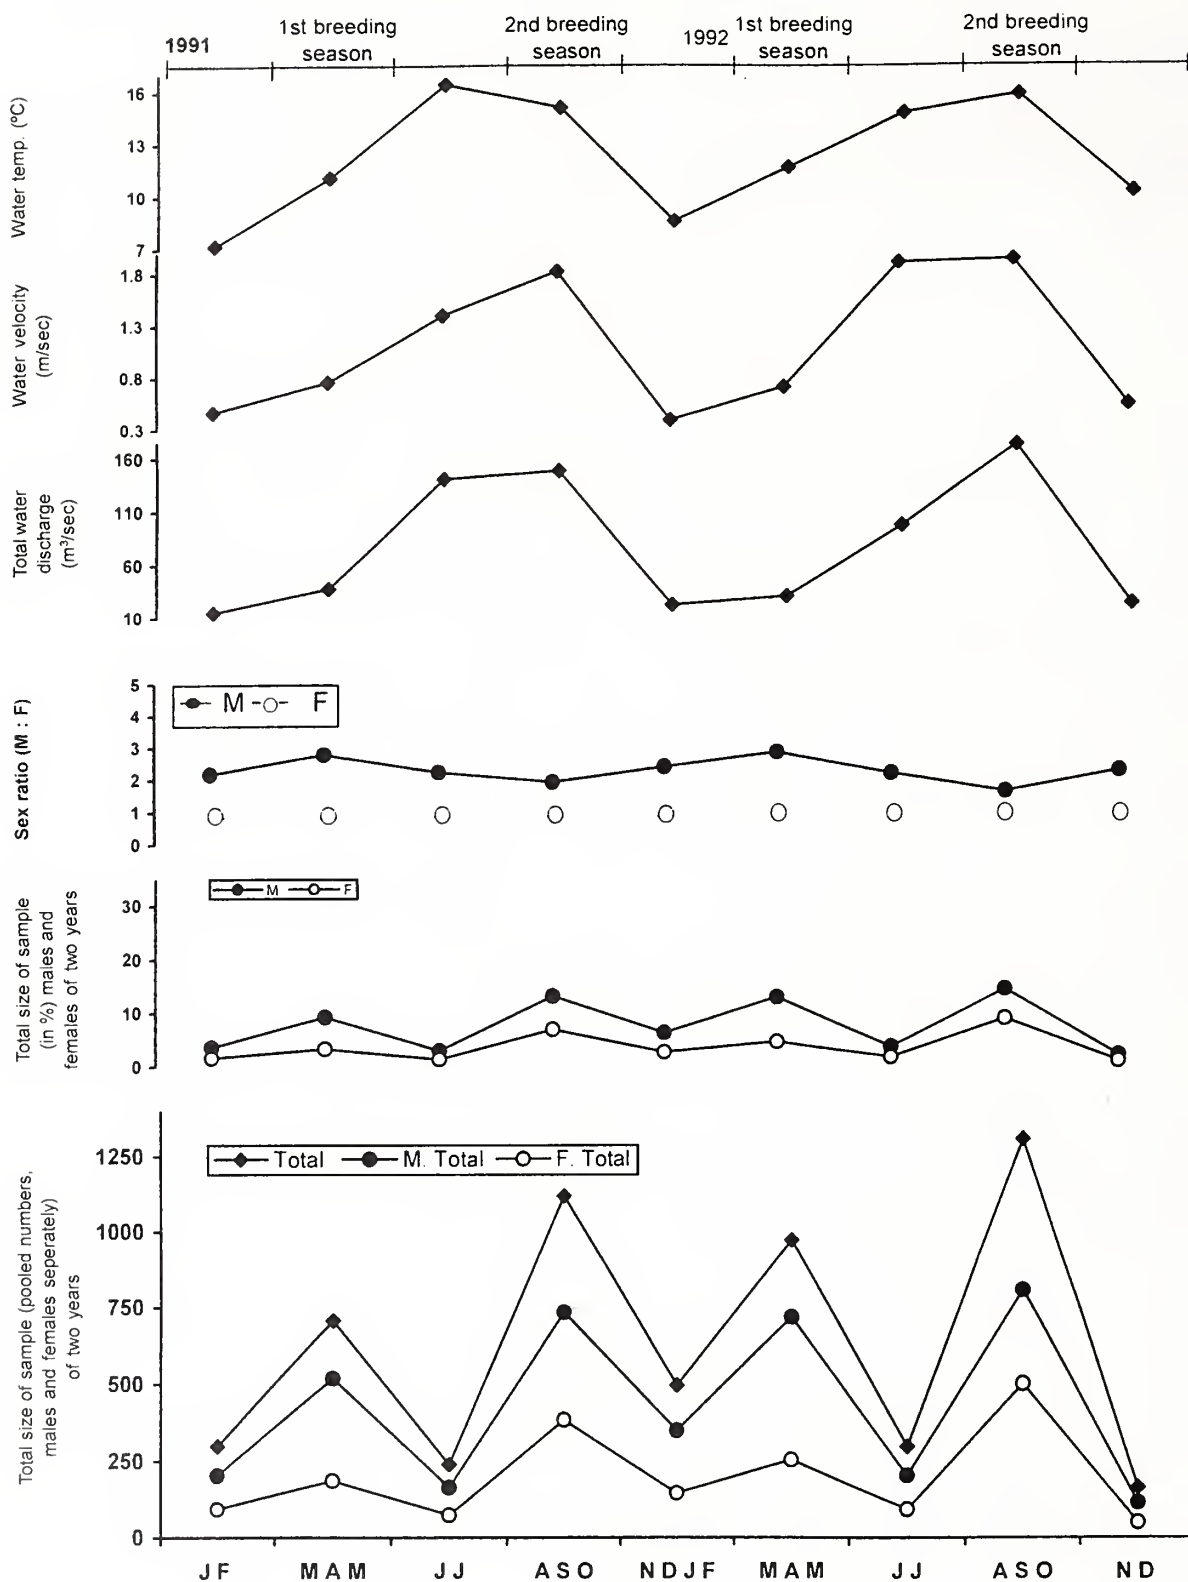 1991
1st breeding
season
2nd breeding
season
1992
1st breeding
season
2nd breeding
season
Water temp. (ºC)
16
13
10
7
Water velocity
(m/sec)
1.8
1.3
0.8
0.3
Total water
discharge
(m³/sec)
160
110
60
10
Sex ratio (M : F)
5
4
3
2
1
0
M F
Total size of sample
(in %) males and
females of two years
30
20
10
0
M F
Total size of sample (pooled numbers,
males and females seperately)
of two years
1250
1000
750
500
250
0
Total M. Total F. Total
J F M A M J J A S O N D J F M A M J J A S O N D